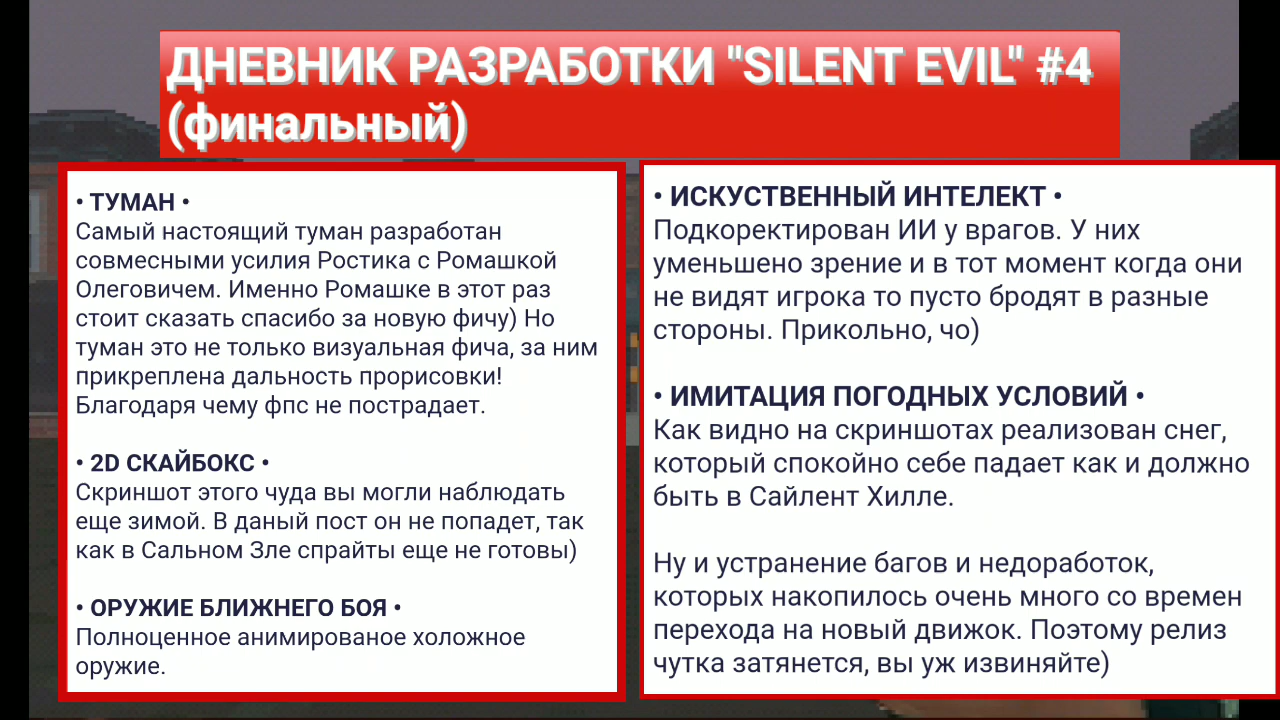 ДНЕВНИК РАЗРАБОТКИ "SILENT EVIL" #4
(финальный)
• ТУМАН •
Самый настоящий туман разработан
совмесными усилия Ростика с Ромашкой
Олеговичем. Именно Ромашке в этот раз
стоит сказать спасибо за новую фичу) Но
туман это не только визуальная фича, за ним
прикреплена дальность прорисовки!
Благодаря чему фпс не пострадает.
• 2D СКАЙБОКС •
Скриншот этого чуда вы могли наблюдать
еще зимой. В даный пост он не попадет, так
как в Сальном Зле спрайты еще не готовы)
• ОРУЖИЕ БЛИЖНЕГО БОЯ •
Полноценное анимированое холожное
оружие.
• ИСКУСТВЕННЫЙ ИНТЕЛЕКТ •
Подкоректирован ИИ у врагов. У них
уменьшено зрение и в тот момент когда они
не видят игрока то пусто бродят в разные
стороны. Прикольно, чо)
• ИМИТАЦИЯ ПОГОДНЫХ УСЛОВИЙ •
Как видно на скриншотах реализован снег,
который спокойно себе падает как и должно
быть в Сайлент Хилле.
Ну и устранение багов и недоработок,
которых накопилось очень много со времен
перехода на новый движок. Поэтому релиз
чутка затянется, вы уж извиняйте)